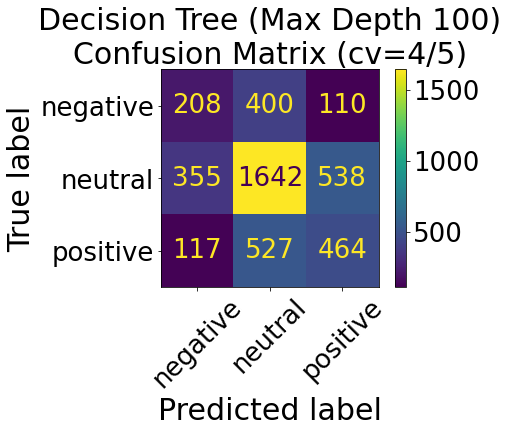 Decision Tree (Max Depth 100)
Confusion Matrix (cv=4/5)
True label
negative 208 400 110
neutral 355 1642 538
positive 117 527 464
1500
1000
500
negative neutral positive
Predicted label